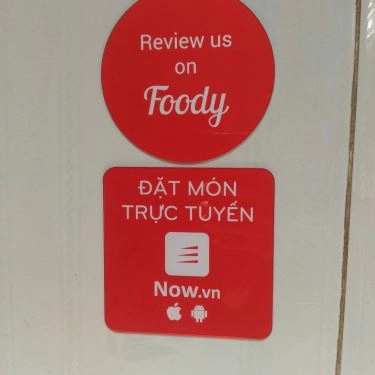 Review us
on
Foody
ĐẶT MÓN
TRỰC TUYẾN
Now.vn